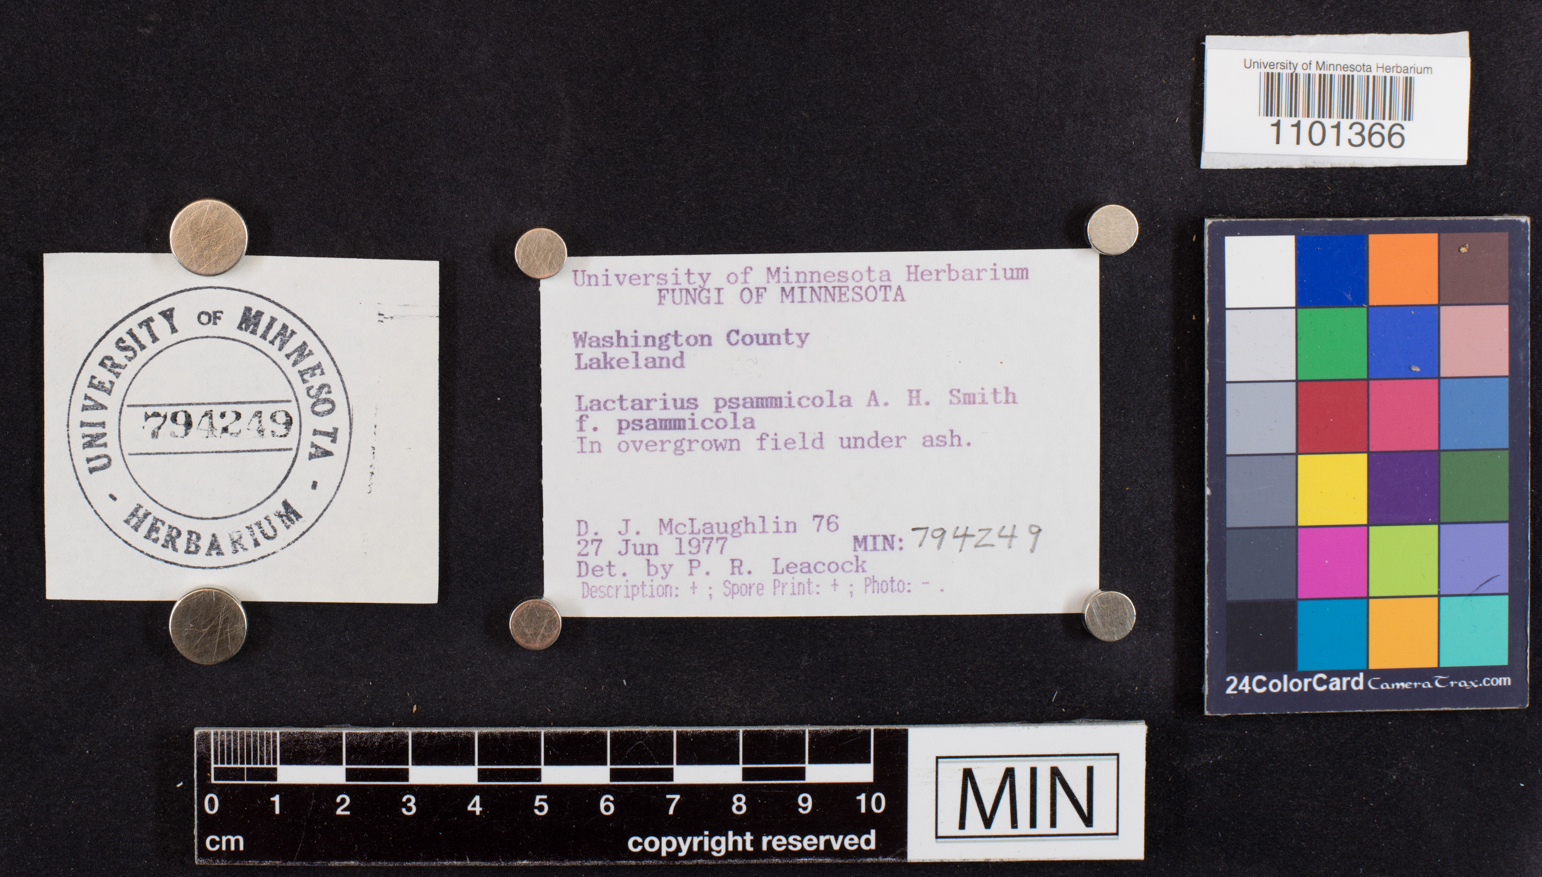 University of Minnesota Herbarium
1101366
UNIVERSITY OF MINNESOTA
794249
- HERBARIUM -
University of Minnesota Herbarium
FUNGI OF MINNESOTA
Washington County
Lakeland
Lactarius psammicola A. H. Smith
f. psammicola
In overgrown field under ash.
D. J. McLaughlin 76
27 Jun 1977 MIN: 794249
Det. by P. R. Leacock
Description: + ; Spore Print: + ; Photo: - .
24ColorCard CameraTrax.com
0 1 2 3 4 5 6 7 8 9 10
cm copyright reserved
MIN